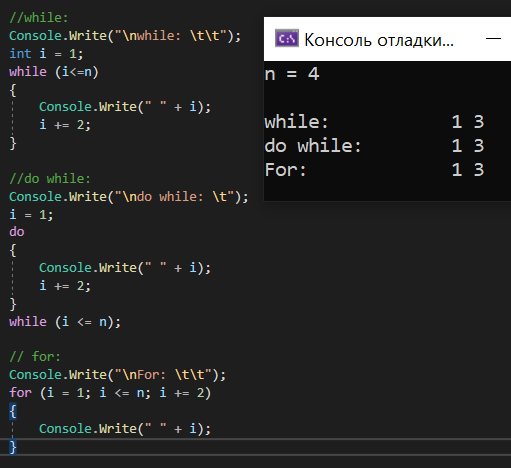 //while:
Console.Write("\nwhile: \t\t");
int i = 1;
while (i<=n)
{
    Console.Write(" " + i);
    i += 2;
}

//do while:
Console.Write("\ndo while: \t");
i = 1;
do
{
    Console.Write(" " + i);
    i += 2;
}
while (i <= n);

// for:
Console.Write("\nFor: \t\t");
for (i = 1; i <= n; i += 2)
{
    Console.Write(" " + i);
}
C:\
Консоль отладки...
n = 4

while:          1 3
do while:       1 3
For:            1 3